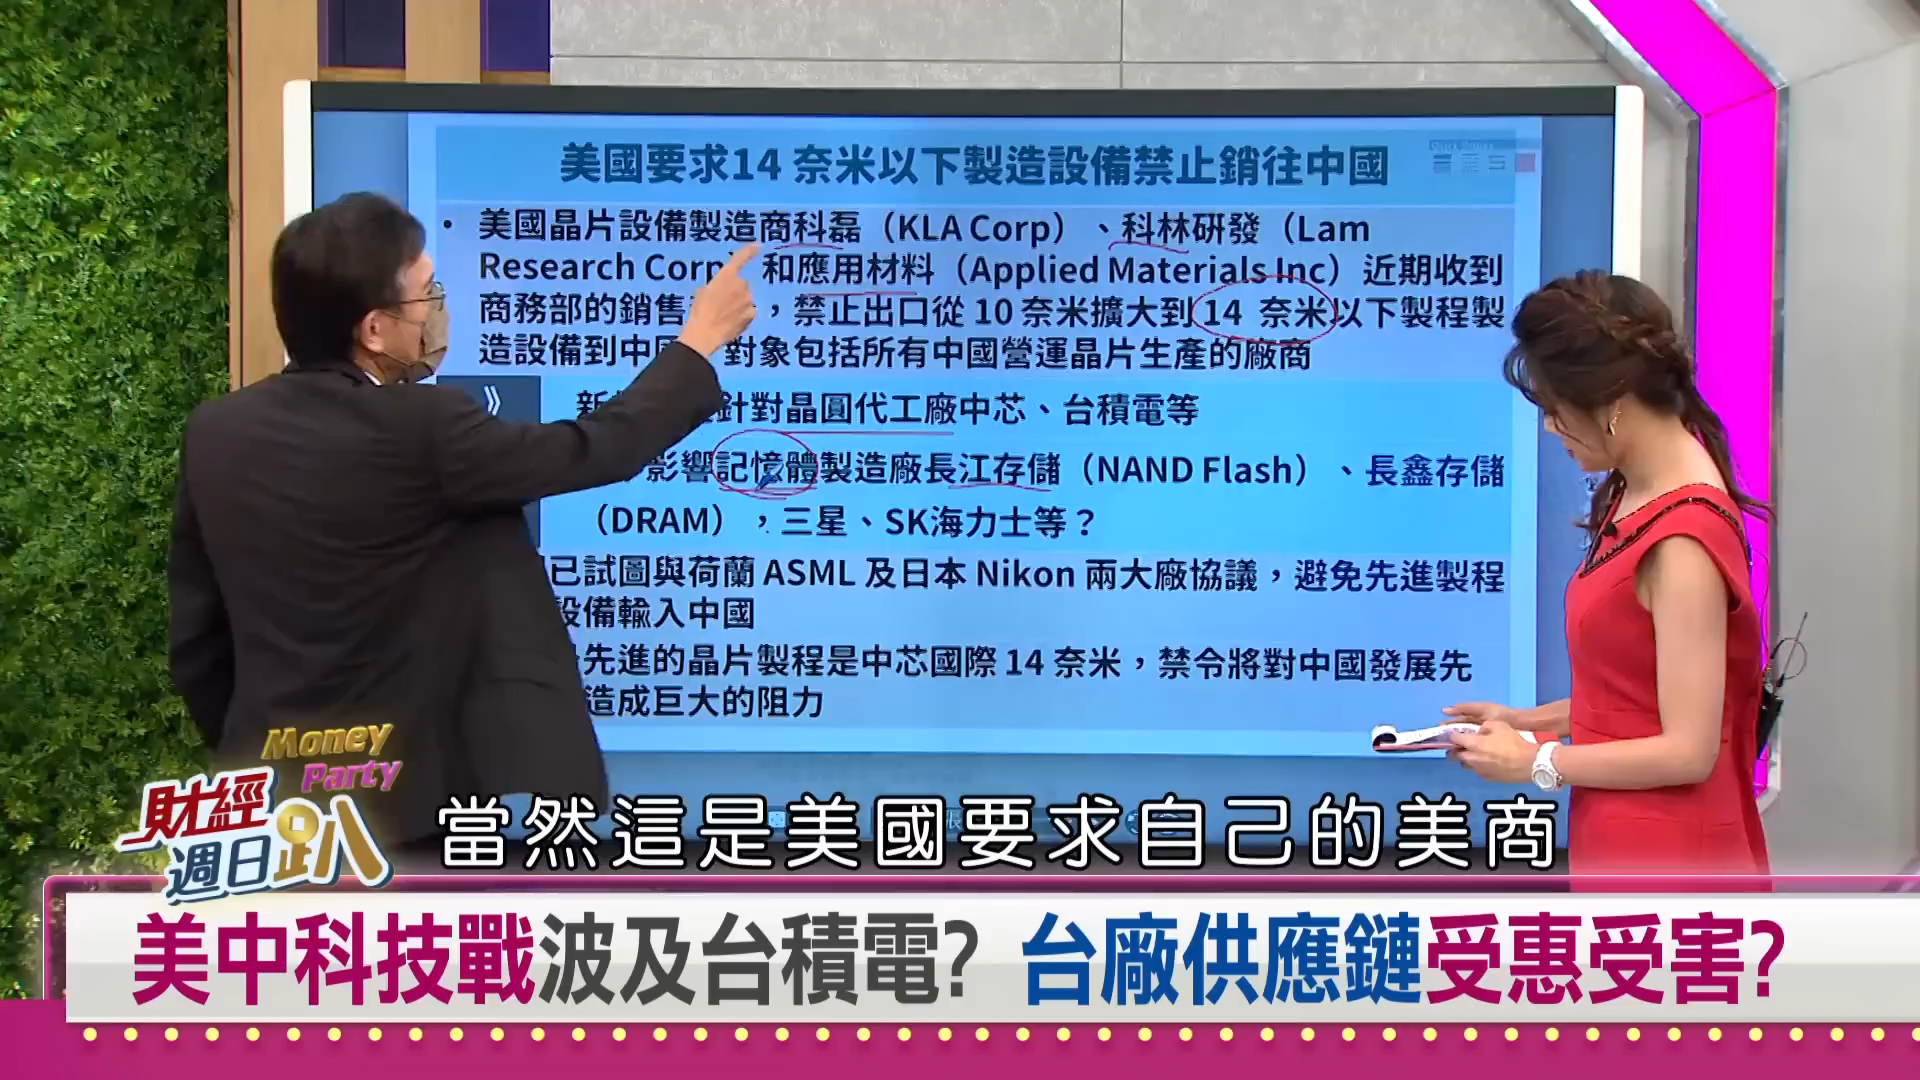 美國要求14 奈米以下製造設備禁止銷往中國
• 美國晶片設備製造商科磊（KLA Corp）、科林研發（Lam
Research Corp 和應用材料（Applied Materials Inc）近期收到
商務部的銷售 ，禁止出口從 10 奈米擴大到 14 奈米以下製程製
造設備到中 對象包括所有中國營運晶片生產的廠商
》 新 針對晶圓代工廠中芯、台積電等
影響記憶體製造廠長江存儲（NAND Flash）、長鑫存儲
（DRAM），三星、SK海力士等？
已試圖與荷蘭 ASML 及日本 Nikon 兩大廠協議，避免先進製程
設備輸入中國
先進的晶片製程是中芯國際 14 奈米，禁令將對中國發展先
造成巨大的阻力
Money
Party
財經
週日趴
當然這是美國要求自己的美商
美中科技戰波及台積電? 台廠供應鏈受惠受害?